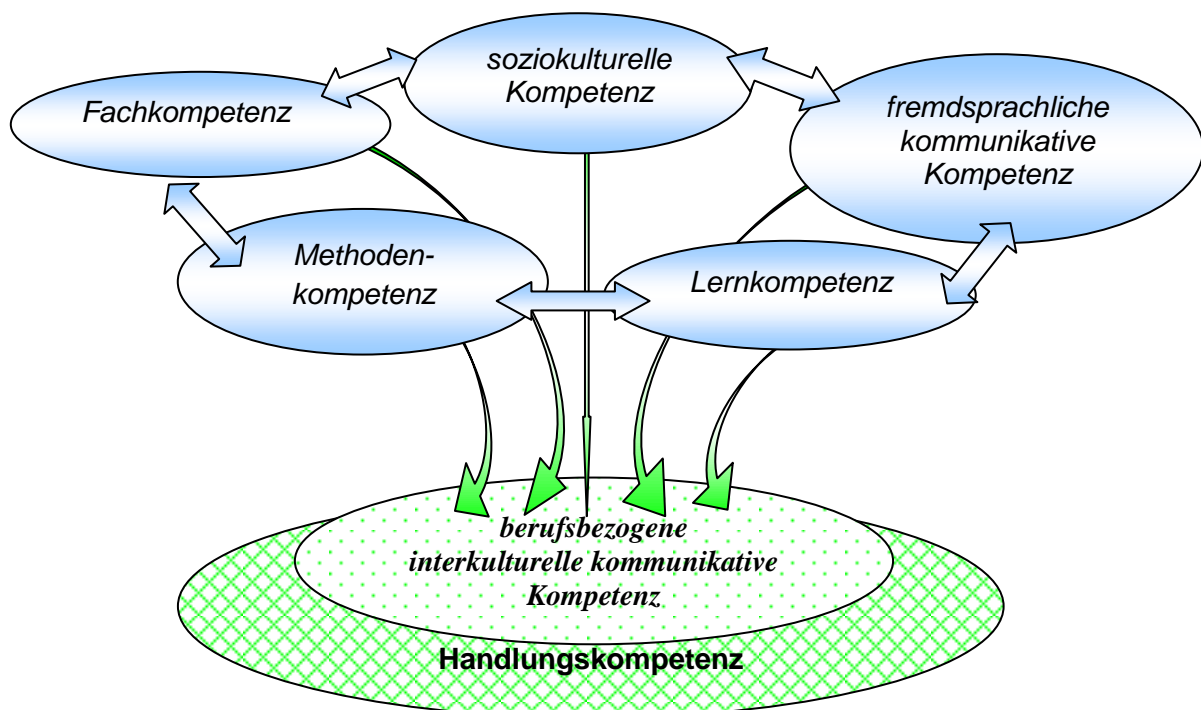 soziokulturelle
Kompetenz
Fachkompetenz
fremdsprachliche
kommunikative
Kompetenz
Methoden-
kompetenz
Lernkompetenz
berufsbezogene
interkulturelle kommunikative
Kompetenz
Handlungskompetenz